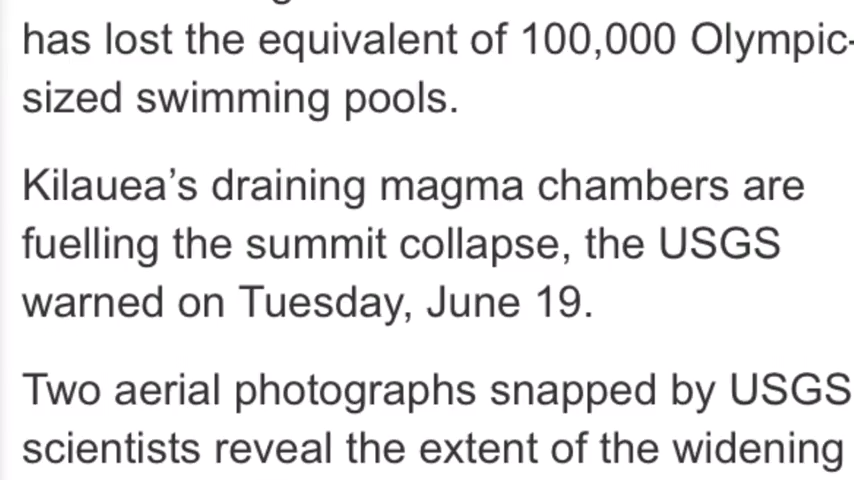 has lost the equivalent of 100,000 Olympic-
sized swimming pools.
Kilauea’s draining magma chambers are
fuelling the summit collapse, the USGS
warned on Tuesday, June 19.
Two aerial photographs snapped by USGS
scientists reveal the extent of the widening